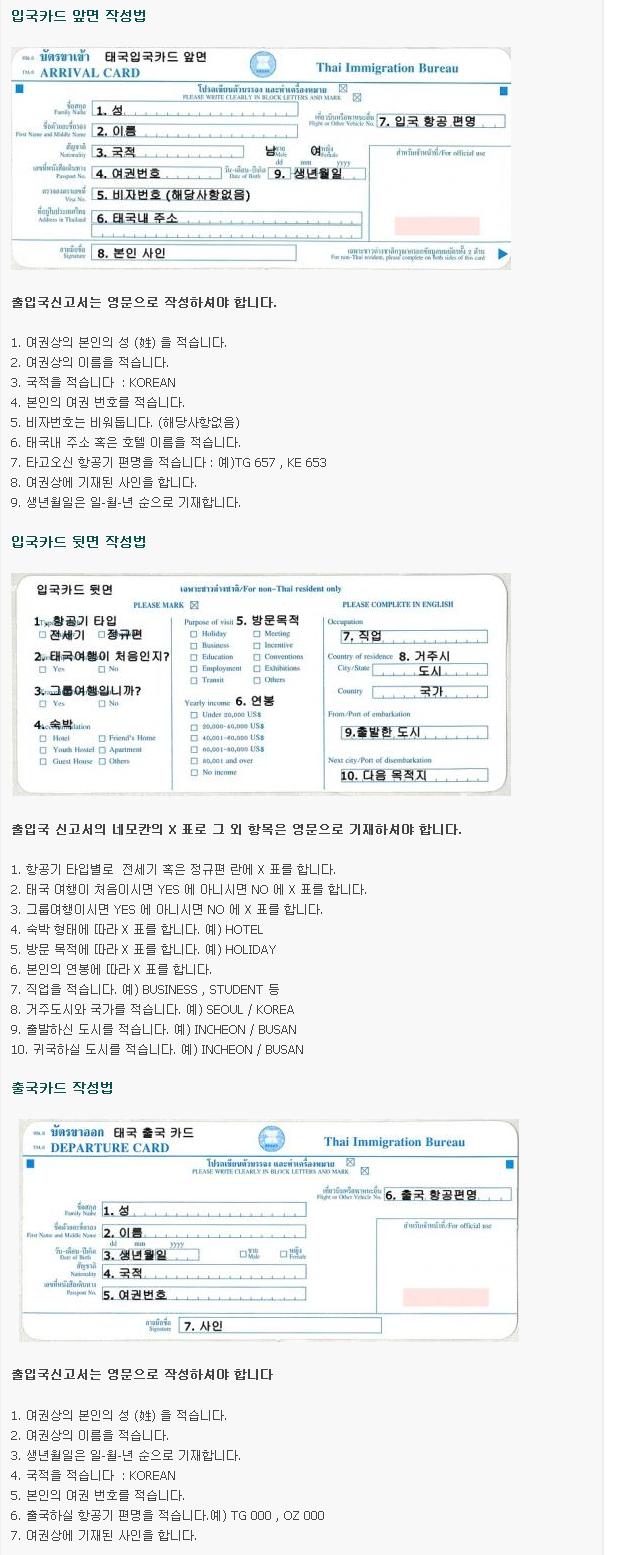 입국카드 앞면 작성법
บัตรขาเข้า 태국입국카드 앞면
ARRIVAL CARD
Thai Immigration Bureau
โปรดเขียนตัวบรรจง และทำเครื่องหมาย ☒
PLEASE WRITE CLEARLY IN BLOCK LETTERS AND MARK ☒
ชื่อสกุล
Family Name
1. 성
ชื่อตัวและชื่อรอง
First Name and Middle Name
2. 이름
เที่ยวบินหรือพาหนะอื่น
Flight or Other Vehicle No.
7. 입국 항공 편명
สัญชาติ
Nationality
3. 국적
남 ชาย
Male
여 หญิง
Female
สำหรับเจ้าหน้าที่/For official use
เลขที่หนังสือเดินทาง
Passport No.
4. 여권번호
วัน-เดือน-ปีเกิด
Date of Birth
dd mm yyyy
9. 생년월일
ตรวจลงตราเลขที่
Visa No.
5. 비자번호 (해당사항없음)
ที่อยู่ในประเทศไทย
Address in Thailand
6. 태국내 주소
ลายมือชื่อ
Signature
8. 본인 사인
เฉพาะชาวต่างชาติกรุณากรอกข้อมูลบนบัตรทั้ง 2 ด้าน
For non-Thai resident, please complete on both sides of this card
출입국신고서는 영문으로 작성하셔야 합니다.
1. 여권상의 본인의 성 (姓) 을 적습니다.
2. 여권상의 이름을 적습니다.
3. 국적을 적습니다 : KOREAN
4. 본인의 여권 번호를 적습니다.
5. 비자번호는 비워둡니다. (해당사항없음)
6. 태국내 주소 혹은 호텔 이름을 적습니다.
7. 타고오신 항공기 편명을 적습니다 : 예)TG 657 , KE 653
8. 여권상에 기재된 사인을 합니다.
9. 생년월일은 일-월-년 순으로 기재합니다.
입국카드 뒷면 작성법
입국카드 뒷면
เฉพาะชาวต่างชาติ/For non-Thai resident only
PLEASE MARK ☒
PLEASE COMPLETE IN ENGLISH
1. 항공기 타입
전세기 정규편
2. 태국여행이 처음인지?
Yes No
3. 그룹여행입니까?
Yes No
4. 숙박
Hotel Friend's Home
Youth Hostel Apartment
Guest House Others
Purpose of visit 5. 방문목적
Holiday Meeting
Business Incentive
Education Conventions
Employment Exhibitions
Transit Others
Yearly income 6. 연봉
Under 20,000 US$
20,000-40,000 US$
40,001-60,000 US$
60,001-80,000 US$
80,001 and over
No income
Occupation
7, 직업
Country of residence 8. 거주시
City/State 도시
Country 국가
From/Port of embarkation
9.출발한 도시
Next city/Port of disembarkation
10. 다음 목적지
출입국 신고서의 네모칸의 X 표로 그 외 항목은 영문으로 기재하셔야 합니다.
1. 항공기 타입별로 전세기 혹은 정규편 란에 X 표를 합니다.
2. 태국 여행이 처음이시면 YES 에 아니시면 NO 에 X 표를 합니다.
3. 그룹여행이시면 YES 에 아니시면 NO 에 X 표를 합니다.
4. 숙박 형태에 따라 X 표를 합니다. 예) HOTEL
5. 방문 목적에 따라 X 표를 합니다. 예) HOLIDAY
6. 본인의 연봉에 따라 X 표를 합니다.
7. 직업을 적습니다. 예) BUSINESS , STUDENT 등
8. 거주도시와 국가를 적습니다. 예) SEOUL / KOREA
9. 출발하신 도시를 적습니다. 예) INCHEON / BUSAN
10. 귀국하실 도시를 적습니다. 예) INCHEON / BUSAN
출국카드 작성법
บัตรขาออก 태국 출국 카드
DEPARTURE CARD
Thai Immigration Bureau
โปรดเขียนตัวบรรจง และทำเครื่องหมาย ☒
PLEASE WRITE CLEARLY IN BLOCK LETTERS AND MARK ☒
เที่ยวบินหรือพาหนะอื่น
Flight or Other Vehicle No.
6. 출국 항공편명
ชื่อสกุล
Family Name
1. 성
ชื่อตัวและชื่อรอง
First Name and Middle Name
2. 이름
สำหรับเจ้าหน้าที่/For official use
dd mm yyyy
วัน-เดือน-ปีเกิด
Date of Birth
3. 생년월일
ชาย
Male
หญิง
Female
สัญชาติ
Nationality
4. 국적
เลขที่หนังสือเดินทาง
Passport No.
5. 여권번호
ลายมือชื่อ
Signature
7. 사인
출입국신고서는 영문으로 작성하셔야 합니다
1. 여권상의 본인의 성 (姓) 을 적습니다.
2. 여권상의 이름을 적습니다.
3. 생년월일은 일-월-년 순으로 기재합니다.
4. 국적을 적습니다 : KOREAN
5. 본인의 여권 번호를 적습니다.
6. 출국하실 항공기 편명을 적습니다.예) TG 000 , OZ 000
7. 여권상에 기재된 사인을 합니다.